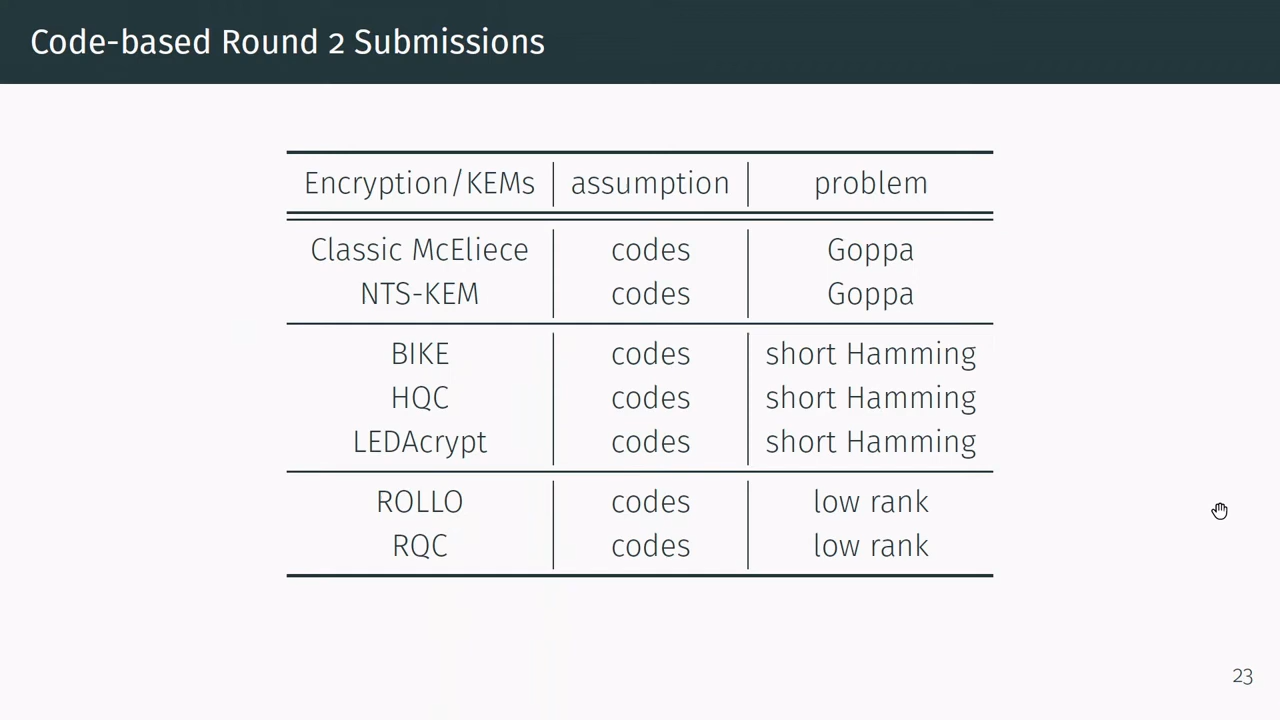 Code-based Round 2 Submissions
Encryption/KEMs assumption problem
Classic McEliece codes Goppa
NTS-KEM codes Goppa
BIKE codes short Hamming
HQC codes short Hamming
LEDAcrypt codes short Hamming
ROLLO codes low rank
RQC codes low rank
23